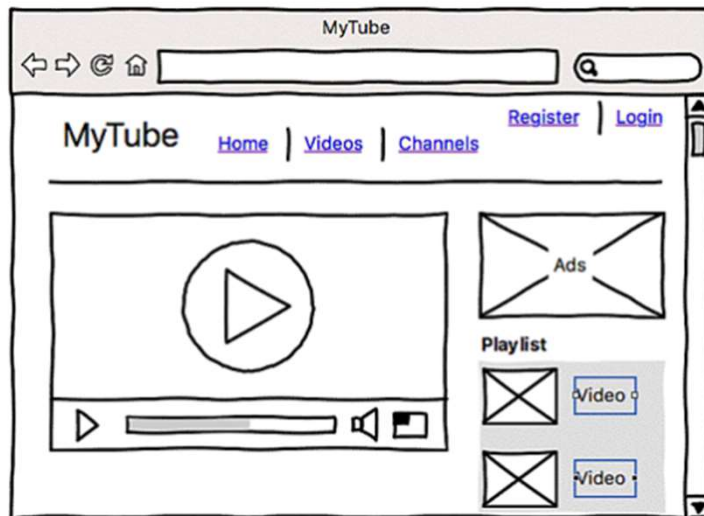 MyTube
Register | Login
MyTube Home | Videos | Channels
Ads
Playlist
Video
Video